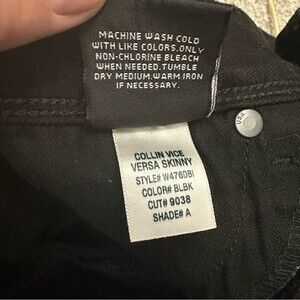 MACHINE WASH COLD
WITH LIKE COLORS.ONLY
NON-CHLORINE BLEACH
WHEN NEEDED.TUMBLE
DRY MEDIUM.WARM IRON
IF NECESSARY.
COLLIN VICE
VERSA SKINNY
STYLE# W476DBI
COLOR# BLBK
CUT# 9038
SHADE# A